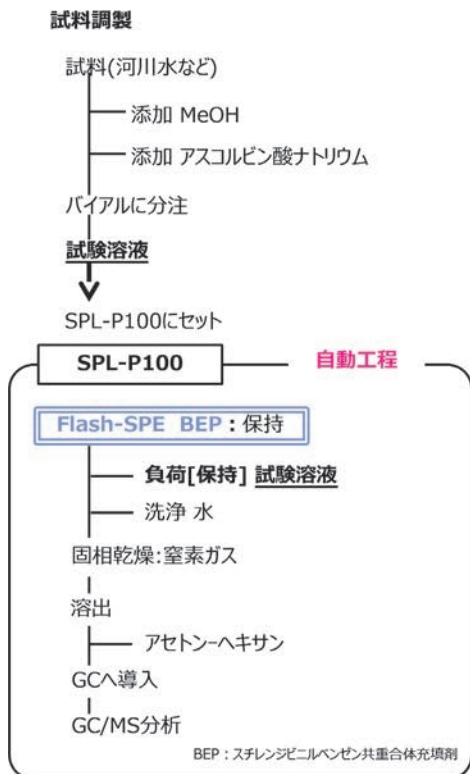 試料調製
試料(河川水など)
添加 MeOH
添加 アスコルビン酸ナトリウム
バイアルに分注
試験溶液
SPL-P100にセット
SPL-P100
自動工程
Flash-SPE BEP：保持
負荷[保持] 試験溶液
洗浄 水
固相乾燥:窒素ガス
溶出
アセトン-ヘキサン
GCへ導入
GC/MS分析
BEP：スチレンジビニルベンゼン共重合体充填剤